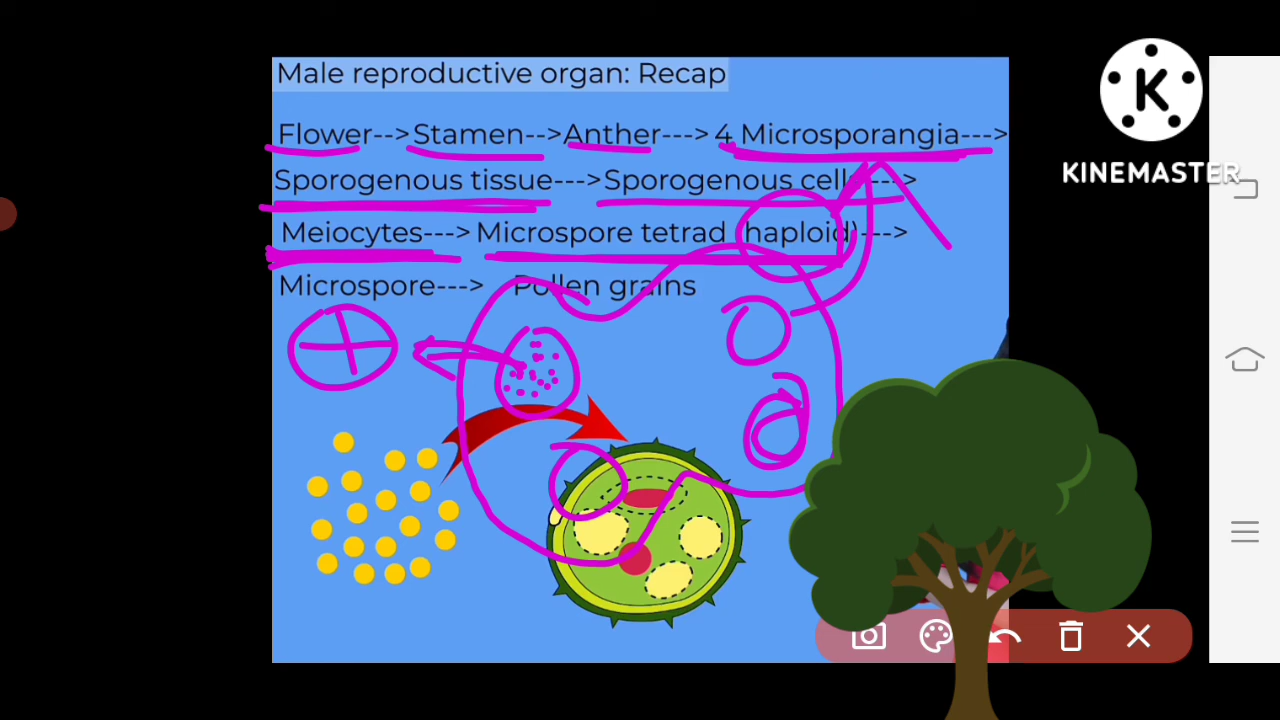 Male reproductive organ: Recap
Flower-->Stamen-->Anther--->4 Microsporangia--->
Sporogenous tissue--->Sporogenous cells--->
Meiocytes---> Microspore tetrad (haploid)--->
Microspore---> Pollen grains
K
KINEMASTER